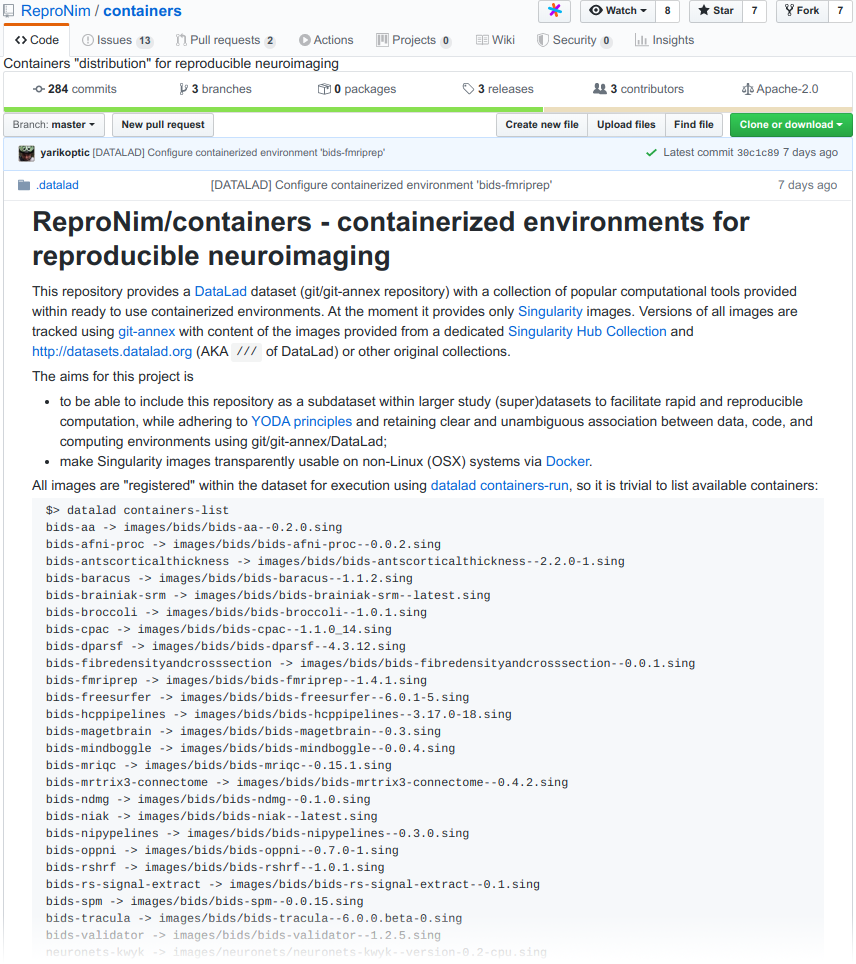 ReproNim / containers
Watch 8 Star 7 Fork 7
Code Issues 13 Pull requests 2 Actions Projects 0 Wiki Security 0 Insights
Containers "distribution" for reproducible neuroimaging
284 commits 3 branches 0 packages 3 releases 3 contributors Apache-2.0
Branch: master New pull request Create new file Upload files Find file Clone or download
yarikoptic [DATALAD] Configure containerized environment 'bids-fmriprep' Latest commit 30c1c89 7 days ago
.datalad [DATALAD] Configure containerized environment 'bids-fmriprep' 7 days ago
ReproNim/containers - containerized environments for
reproducible neuroimaging
This repository provides a DataLad dataset (git/git-annex repository) with a collection of popular computational tools provided
within ready to use containerized environments. At the moment it provides only Singularity images. Versions of all images are
tracked using git-annex with content of the images provided from a dedicated Singularity Hub Collection and
http://datasets.datalad.org (AKA /// of DataLad) or other original collections.
The aims for this project is
• to be able to include this repository as a subdataset within larger study (super)datasets to facilitate rapid and reproducible
computation, while adhering to YODA principles and retaining clear and unambiguous association between data, code, and
computing environments using git/git-annex/DataLad;
• make Singularity images transparently usable on non-Linux (OSX) systems via Docker.
All images are "registered" within the dataset for execution using datalad containers-run, so it is trivial to list available containers:
$> datalad containers-list
bids-aa -> images/bids/bids-aa--0.2.0.sing
bids-afni-proc -> images/bids/bids-afni-proc--0.0.2.sing
bids-antscorticalthickness -> images/bids/bids-antscorticalthickness--2.2.0-1.sing
bids-baracus -> images/bids/bids-baracus--1.1.2.sing
bids-brainiak-srm -> images/bids/bids-brainiak-srm--latest.sing
bids-broccoli -> images/bids/bids-broccoli--1.0.1.sing
bids-cpac -> images/bids/bids-cpac--1.1.0_14.sing
bids-dparsf -> images/bids/bids-dparsf--4.3.12.sing
bids-fibredensityandcrosssection -> images/bids/bids-fibredensityandcrosssection--0.0.1.sing
bids-fmriprep -> images/bids/bids-fmriprep--1.4.1.sing
bids-freesurfer -> images/bids/bids-freesurfer--6.0.1-5.sing
bids-hcppipelines -> images/bids/bids-hcppipelines--3.17.0-18.sing
bids-magetbrain -> images/bids/bids-magetbrain--0.3.sing
bids-mindboggle -> images/bids/bids-mindboggle--0.0.4.sing
bids-mriqc -> images/bids/bids-mriqc--0.15.1.sing
bids-mrtrix3-connectome -> images/bids/bids-mrtrix3-connectome--0.4.2.sing
bids-ndmg -> images/bids/bids-ndmg--0.1.0.sing
bids-niak -> images/bids/bids-niak--latest.sing
bids-nipypelines -> images/bids/bids-nipypelines--0.3.0.sing
bids-oppni -> images/bids/bids-oppni--0.7.0-1.sing
bids-rshrf -> images/bids/bids-rshrf--1.0.1.sing
bids-rs-signal-extract -> images/bids/bids-rs-signal-extract--0.1.sing
bids-spm -> images/bids/bids-spm--0.0.15.sing
bids-tracula -> images/bids/bids-tracula--6.0.0.beta-0.sing
bids-validator -> images/bids/bids-validator--1.2.5.sing
neuronets-kwyk -> images/neuronets/neuronets-kwyk--version-0.2-cpu.sing